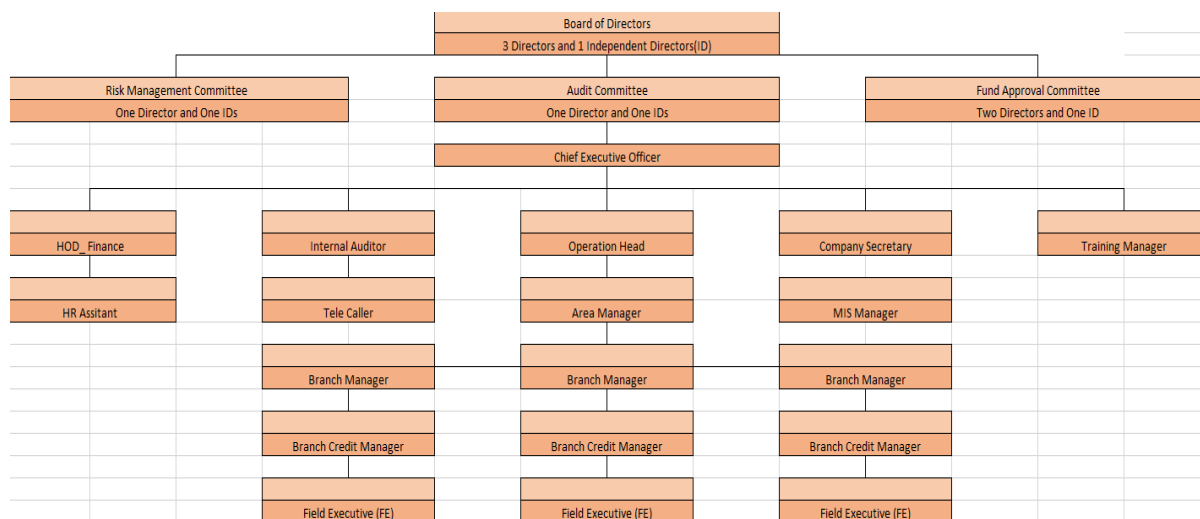 Board of Directors
3 Directors and 1 Independent Directors(ID)
Risk Management Committee
Audit Committee
Fund Approval Committee
One Director and One IDs
One Director and One IDs
Two Directors and One ID
Chief Executive Officer
HOD_ Finance
Internal Auditor
Operation Head
Company Secretary
Training Manager
HR Assitant
Tele Caller
Area Manager
MIS Manager
Branch Manager
Branch Manager
Branch Manager
Branch Credit Manager
Branch Credit Manager
Branch Credit Manager
Field Executive (FE)
Field Executive (FE)
Field Executive (FE)